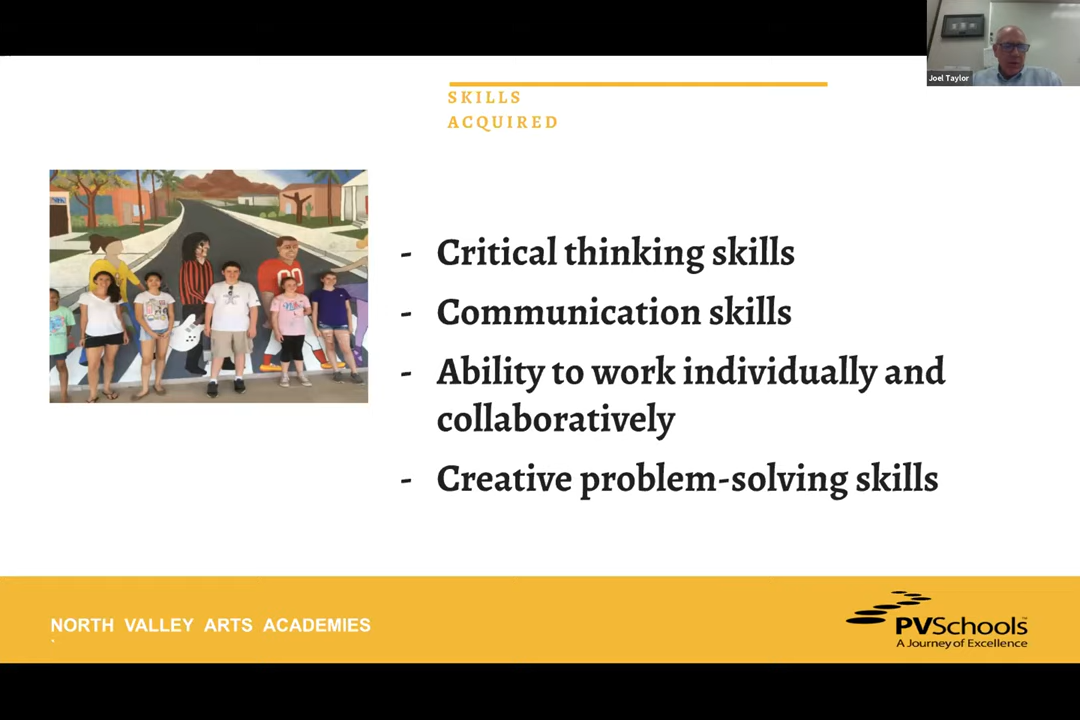 Joel Taylor
SKILLS
ACQUIRED
- Critical thinking skills
- Communication skills
- Ability to work individually and
collaboratively
- Creative problem-solving skills
NORTH VALLEY ARTS ACADEMIES
PVSchools
A Journey of Excellence